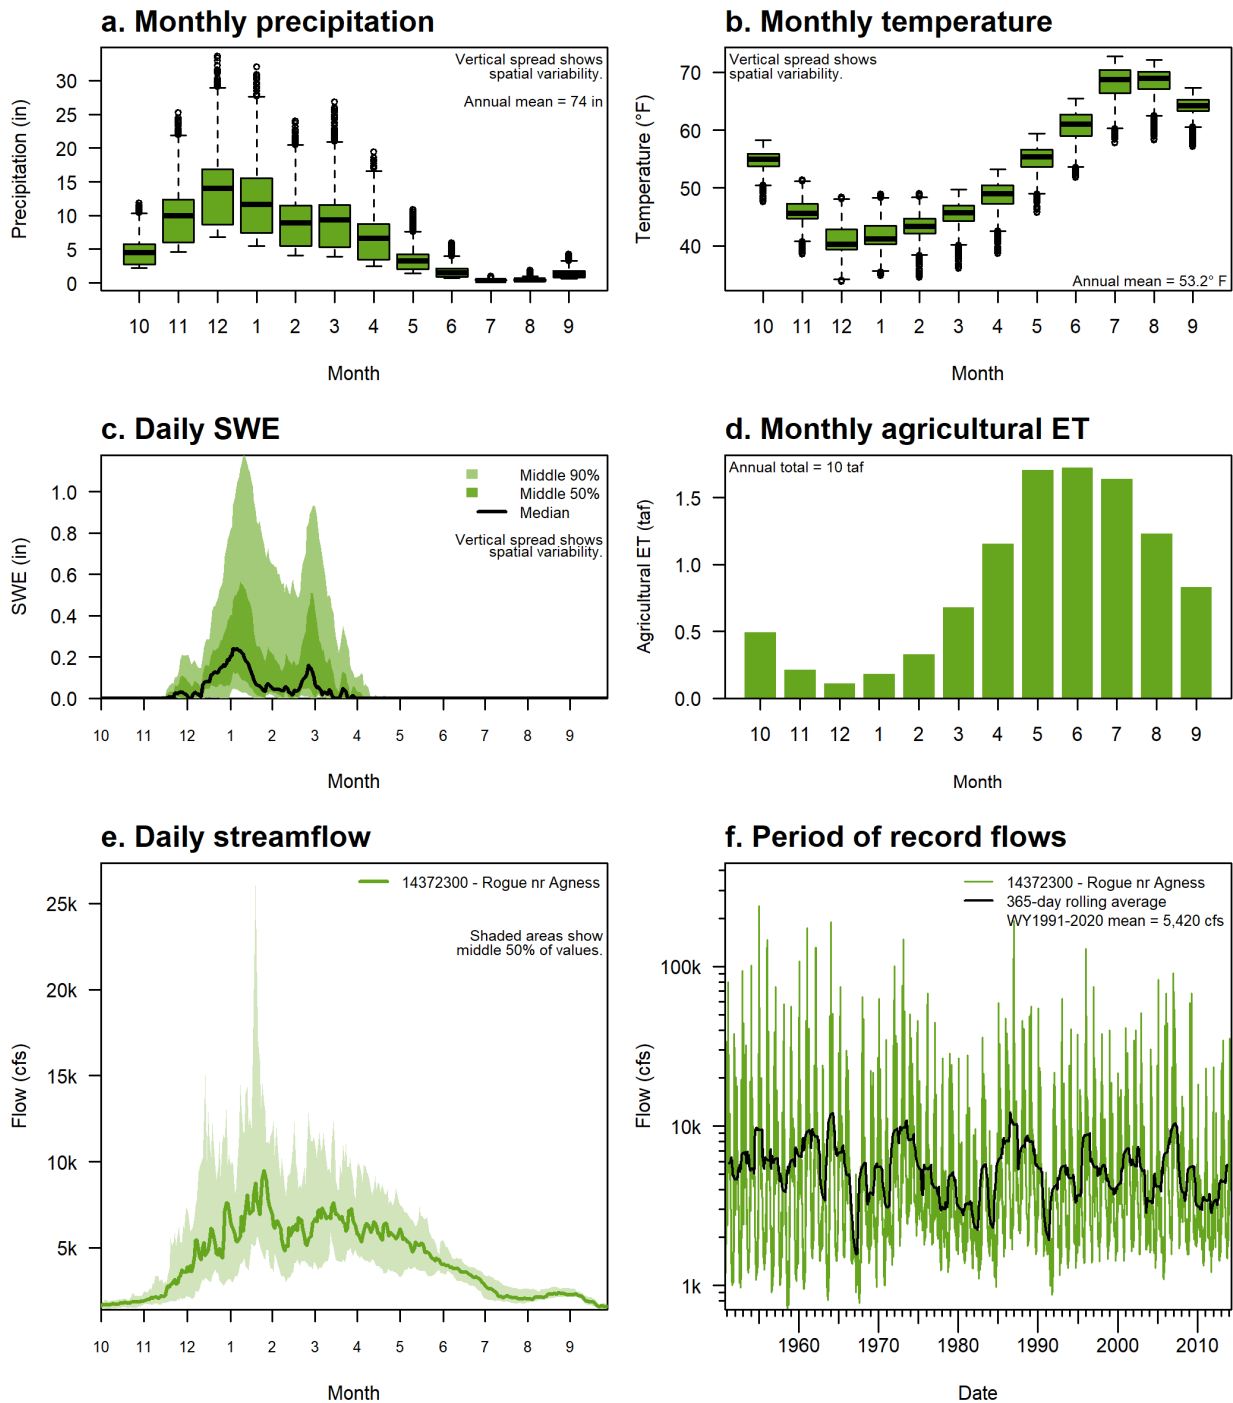 a. Monthly precipitation
Vertical spread shows
spatial variability.
Annual mean = 74 in
Precipitation (in)
30
25
20
15
10
5
0
10 11 12 1 2 3 4 5 6 7 8 9
Month
b. Monthly temperature
Vertical spread shows
spatial variability.
Temperature (°F)
70
60
50
40
Annual mean = 53.2° F
10 11 12 1 2 3 4 5 6 7 8 9
Month
c. Daily SWE
Middle 90%
Middle 50%
Median
Vertical spread shows
spatial variability.
SWE (in)
1.0
0.8
0.6
0.4
0.2
0.0
10 11 12 1 2 3 4 5 6 7 8 9
Month
d. Monthly agricultural ET
Annual total = 10 taf
Agricultural ET (taf)
1.5
1.0
0.5
0.0
10 11 12 1 2 3 4 5 6 7 8 9
Month
e. Daily streamflow
14372300 - Rogue nr Agness
Shaded areas show
middle 50% of values.
Flow (cfs)
25k
20k
15k
10k
5k
10 11 12 1 2 3 4 5 6 7 8 9
Month
f. Period of record flows
14372300 - Rogue nr Agness
365-day rolling average
WY1991-2020 mean = 5,420 cfs
Flow (cfs)
100k
10k
1k
1960 1970 1980 1990 2000 2010
Date